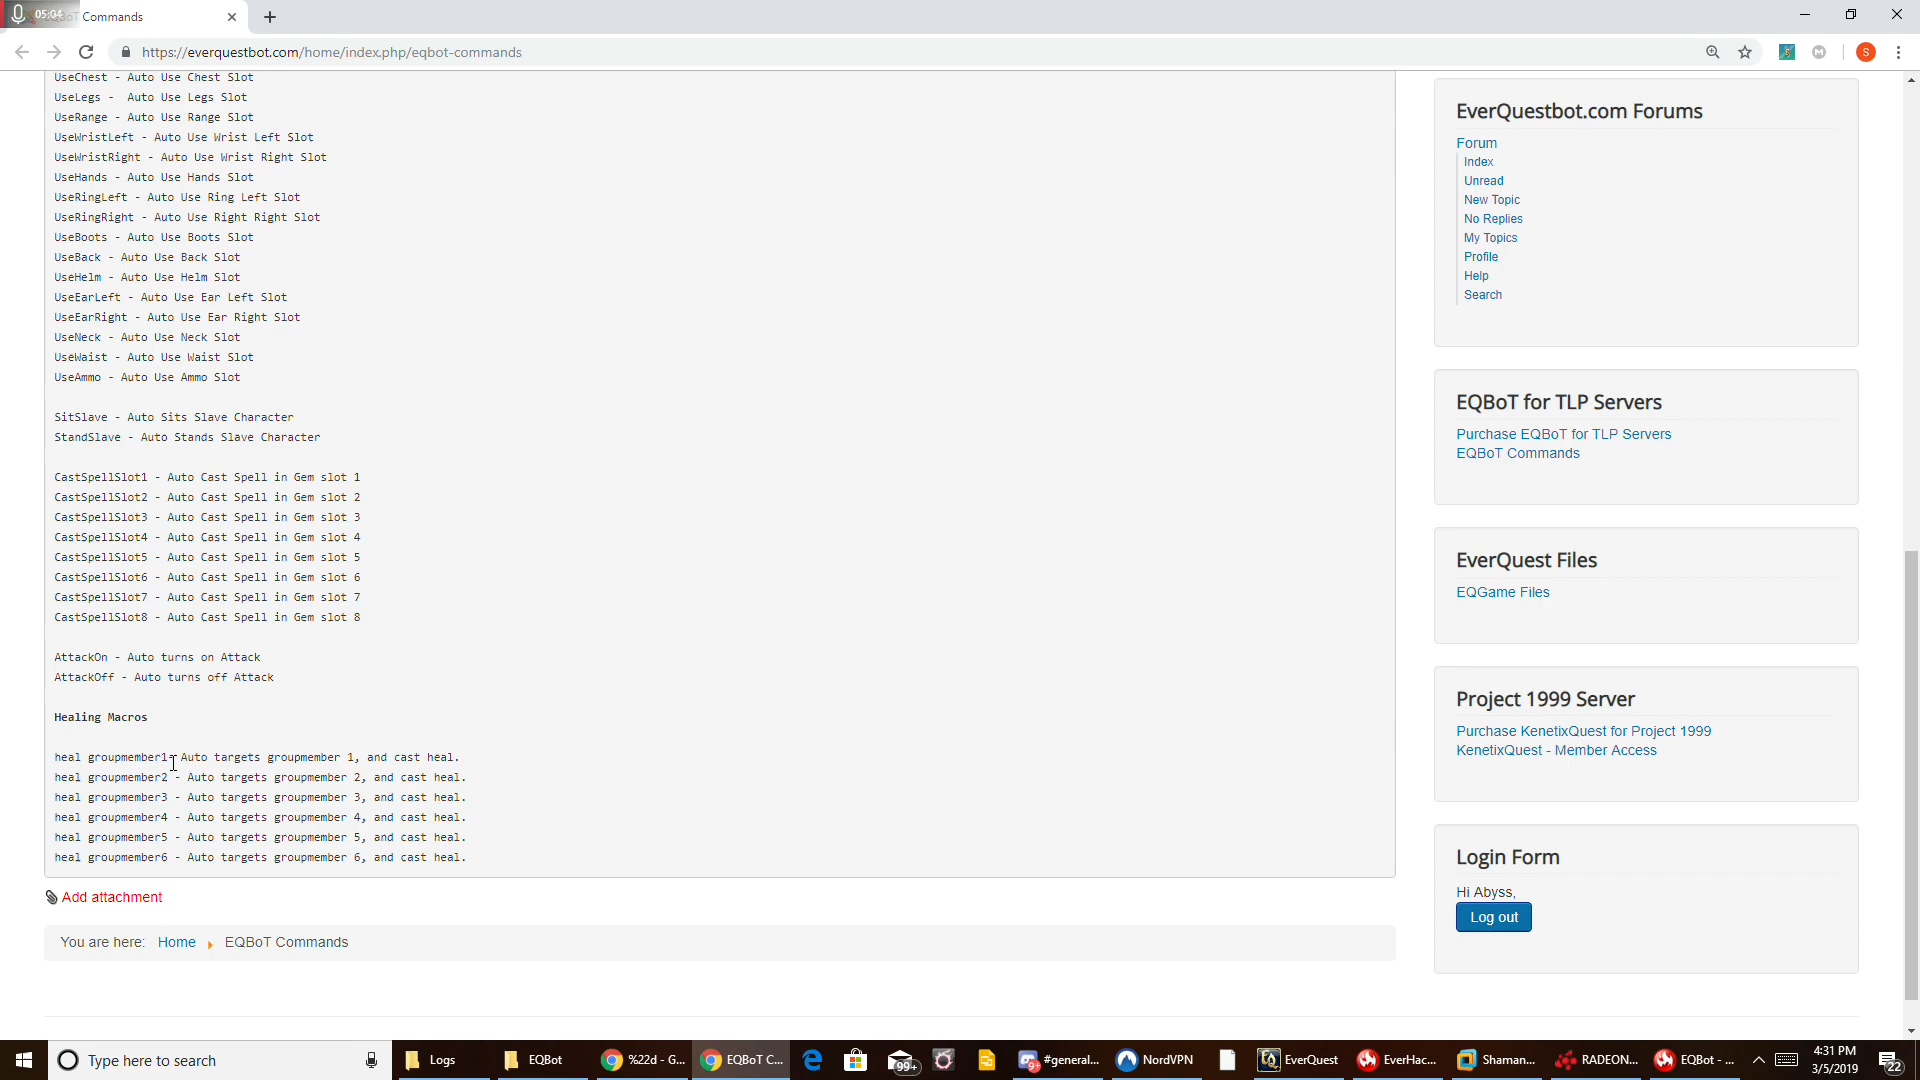 05:04
Commands
https://everquestbot.com/home/index.php/eqbot-commands
S
UseChest - Auto Use Chest Slot
UseLegs -  Auto Use Legs Slot
UseRange - Auto Use Range Slot
UseWristLeft - Auto Use Wrist Left Slot
UseWristRight - Auto Use Wrist Right Slot
UseHands - Auto Use Hands Slot
UseRingLeft - Auto Use Ring Left Slot
UseRingRight - Auto Use Right Right Slot
UseBoots - Auto Use Boots Slot
UseBack - Auto Use Back Slot
UseHelm - Auto Use Helm Slot
UseEarLeft - Auto Use Ear Left Slot
UseEarRight - Auto Use Ear Right Slot
UseNeck - Auto Use Neck Slot
UseWaist - Auto Use Waist Slot
UseAmmo - Auto Use Ammo Slot
SitSlave - Auto Sits Slave Character
StandSlave - Auto Stands Slave Character
CastSpellSlot1 - Auto Cast Spell in Gem slot 1
CastSpellSlot2 - Auto Cast Spell in Gem slot 2
CastSpellSlot3 - Auto Cast Spell in Gem slot 3
CastSpellSlot4 - Auto Cast Spell in Gem slot 4
CastSpellSlot5 - Auto Cast Spell in Gem slot 5
CastSpellSlot6 - Auto Cast Spell in Gem slot 6
CastSpellSlot7 - Auto Cast Spell in Gem slot 7
CastSpellSlot8 - Auto Cast Spell in Gem slot 8
AttackOn - Auto turns on Attack
AttackOff - Auto turns off Attack
Healing Macros
heal groupmember1- Auto targets groupmember 1, and cast heal.
heal groupmember2 - Auto targets groupmember 2, and cast heal.
heal groupmember3 - Auto targets groupmember 3, and cast heal.
heal groupmember4 - Auto targets groupmember 4, and cast heal.
heal groupmember5 - Auto targets groupmember 5, and cast heal.
heal groupmember6 - Auto targets groupmember 6, and cast heal.
Add attachment
You are here: Home EQBoT Commands
EverQuestbot.com Forums
Forum
Index
Unread
New Topic
No Replies
My Topics
Profile
Help
Search
EQBoT for TLP Servers
Purchase EQBoT for TLP Servers
EQBoT Commands
EverQuest Files
EQGame Files
Project 1999 Server
Purchase KenetixQuest for Project 1999
KenetixQuest - Member Access
Login Form
Hi Abyss,
Log out
Type here to search
Logs
EQBot
%22d - G...
EQBoT C...
99+
9+
#general...
NordVPN
EverQuest
EverHac...
Shaman...
RADEON...
EQBot - ...
4:31 PM
3/5/2019
22